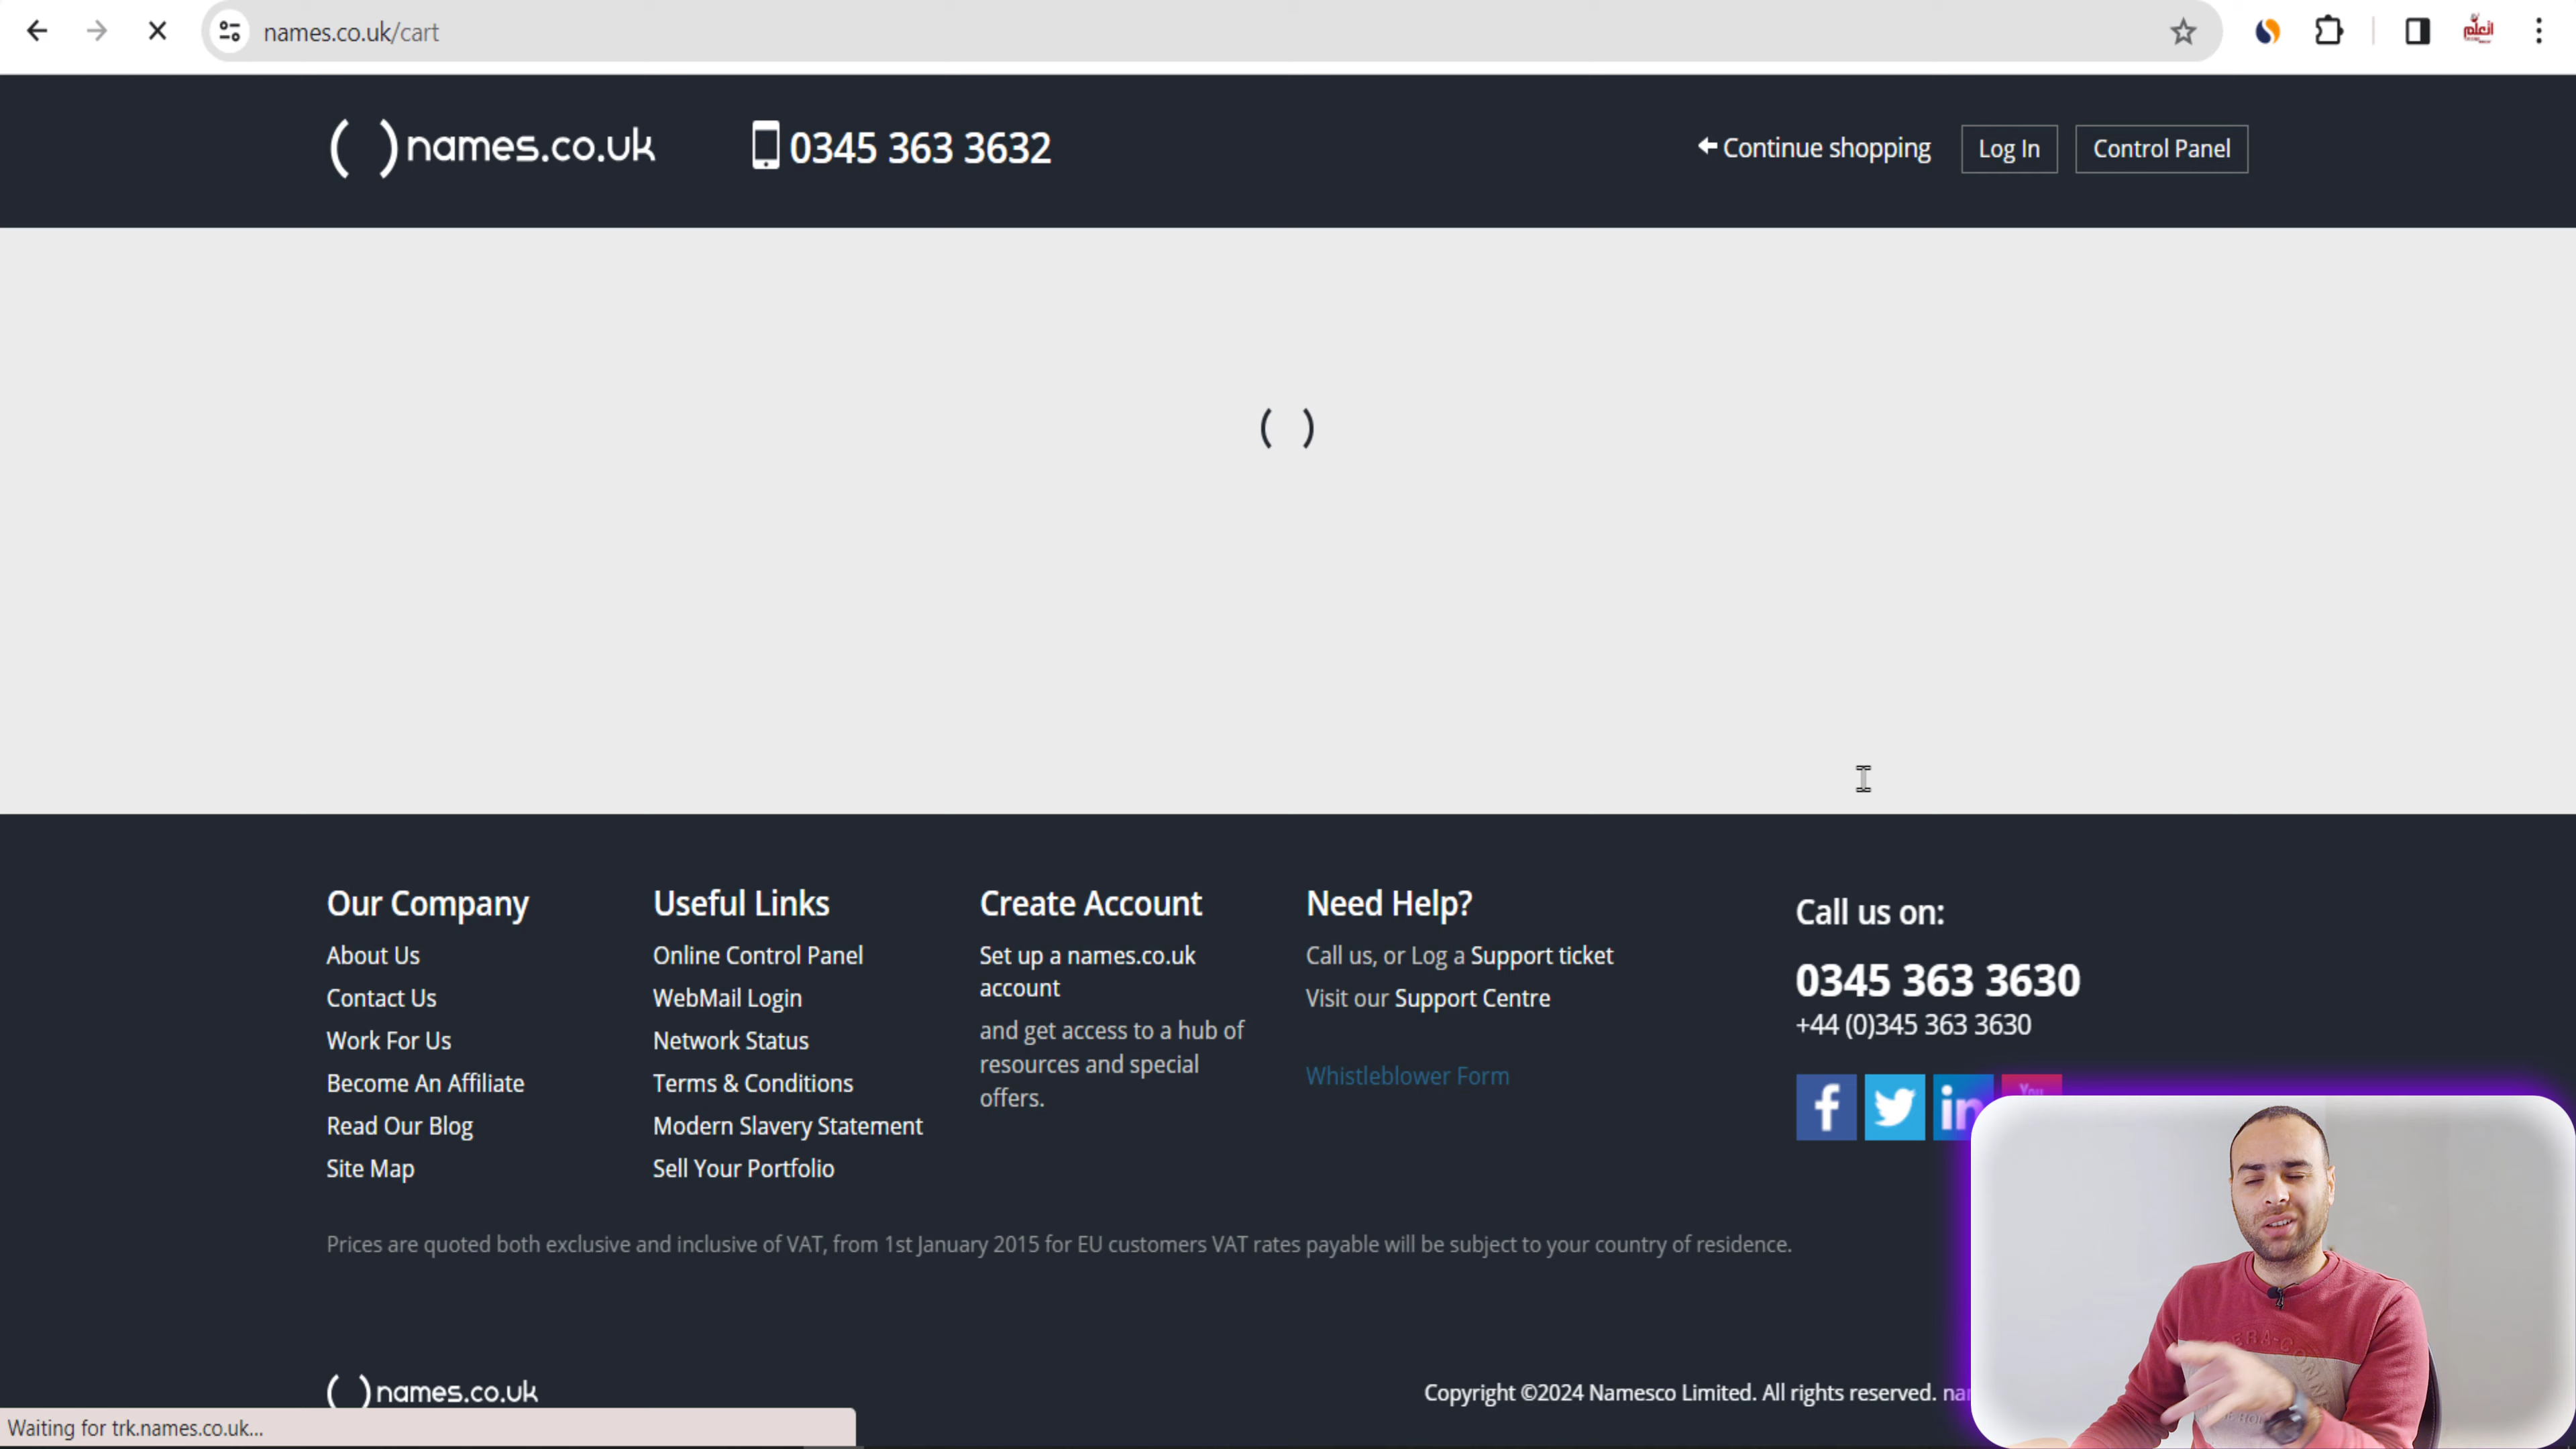 names.co.uk/cart
( ) names.co.uk
0345 363 3632
Continue shopping
Log In
Control Panel
( )
Our Company
About Us
Contact Us
Work For Us
Become An Affiliate
Read Our Blog
Site Map
Useful Links
Online Control Panel
WebMail Login
Network Status
Terms & Conditions
Modern Slavery Statement
Sell Your Portfolio
Create Account
Set up a names.co.uk
account
and get access to a hub of
resources and special
offers.
Need Help?
Call us, or Log a Support ticket
Visit our Support Centre
Whistleblower Form
Call us on:
0345 363 3630
+44 (0)345 363 3630
f
in
You
Prices are quoted both exclusive and inclusive of VAT, from 1st January 2015 for EU customers VAT rates payable will be subject to your country of residence.
( ) names.co.uk
Copyright ©2024 Namesco Limited. All rights reserved.
Waiting for trk.names.co.uk...